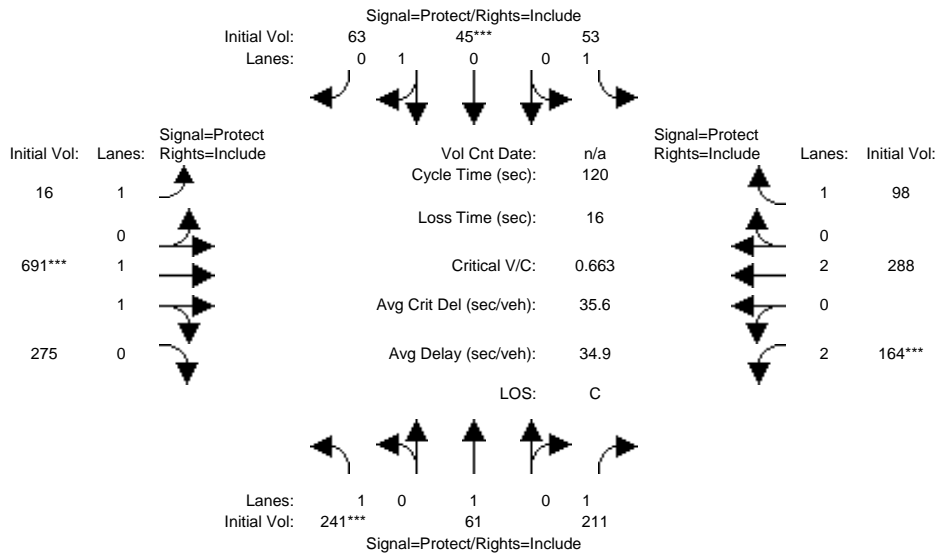 Signal=Protect/Rights=Include
Initial Vol: 63 45*** 53
Lanes: 0 1 0 0 1
Signal=Protect Signal=Protect
Initial Vol: Lanes: Rights=Include Vol Cnt Date: n/a Rights=Include Lanes: Initial Vol:
Cycle Time (sec): 120
16 1 1 98
Loss Time (sec): 16
0 0
691*** 1 Critical V/C: 0.663 2 288
1 Avg Crit Del (sec/veh): 35.6 0
275 0 Avg Delay (sec/veh): 34.9 2 164***
LOS: C
Lanes: 1 0 1 0 1
Initial Vol: 241*** 61 211
Signal=Protect/Rights=Include